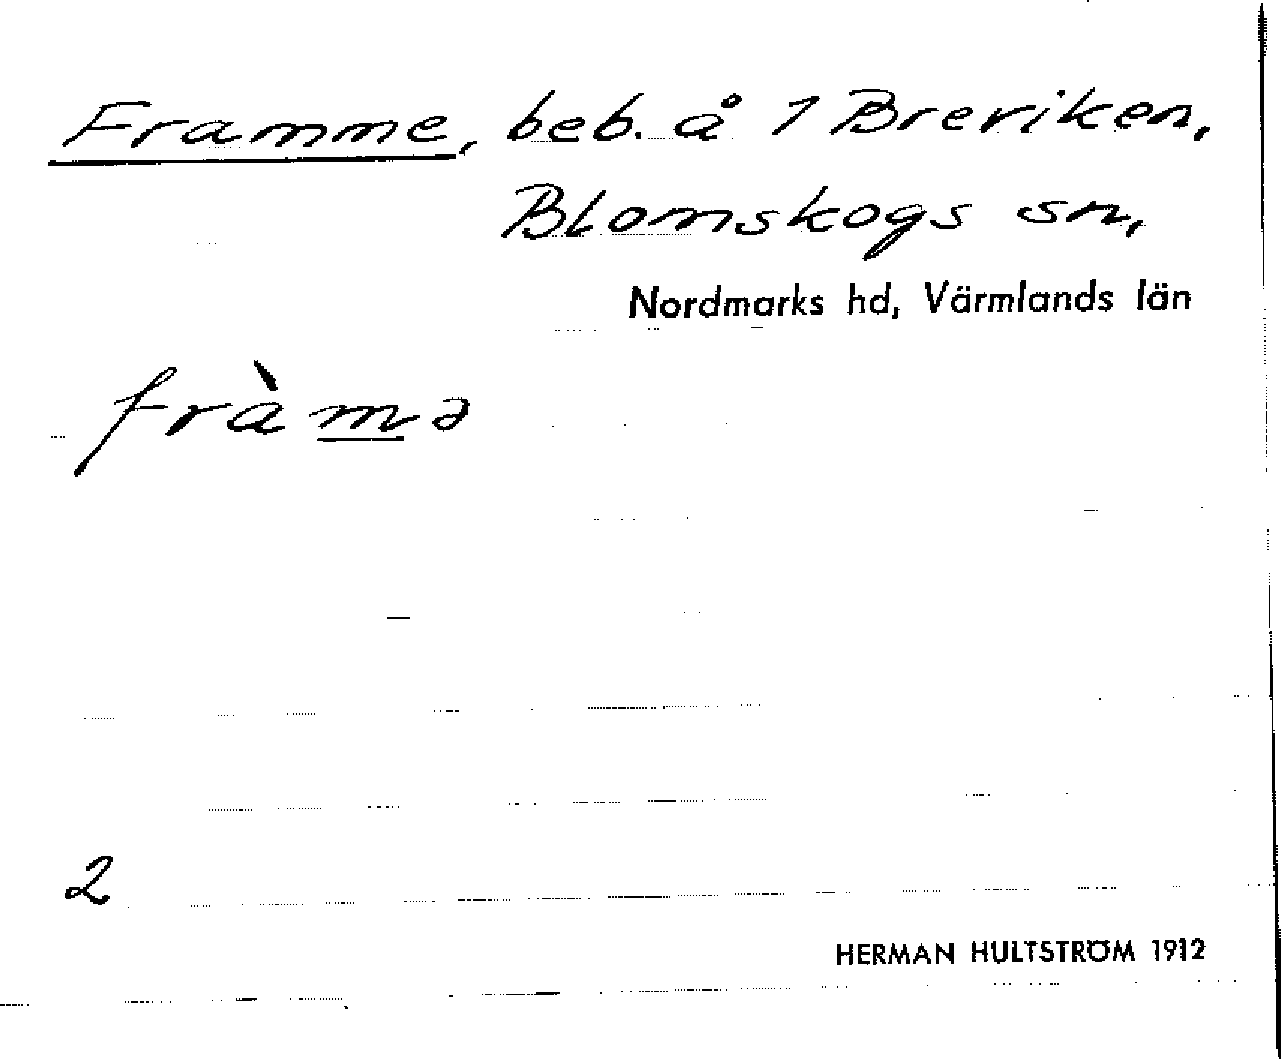 Framme, beb. å 1 Breviken,
Blomskogs sn,
Nordmarks hd, Värmlands län
fràmə
2
HERMAN HULTSTRÖM 1912